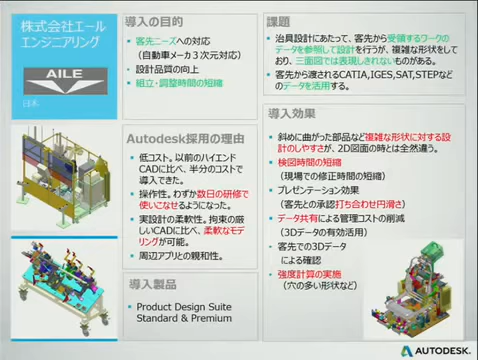 株式会社エール
エンジニアリング
AILE
日本
導入の目的
• 客先ニーズへの対応
（自動車メーカ３次元対応）
• 設計品質の向上
• 組立・調整時間の短縮
Autodesk採用の理由
• 低コスト。以前のハイエンド
CADに比べ、半分のコストで
導入できた。
• 操作性。わずか数日の研修で
使いこなせるようになった。
• 実設計の柔軟性。拘束の厳
しいCADに比べ、柔軟なモデ
リングが可能。
• 周辺アプリとの親和性。
導入製品
• Product Design Suite
Standard & Premium
課題
• 治具設計にあたって、客先から受領するワークの
データを参照して設計を行うが、複雑な形状をして
おり、三面図では表現しきれないものがある。
• 客先から渡されるCATIA,IGES,SAT,STEPなど
のデータを活用する。
導入効果
• 斜めに曲がった部品など複雑な形状に対する設
計のしやすさが、2D図面の時とは全然違う。
• 検図時間の短縮
（現場での修正時間の短縮）
• プレゼンテーション効果
（客先との承認打ち合せ円滑さ）
• データ共有による管理コストの削減
（3Dデータの有効活用）
• 客先での3Dデータ
による確認
• 強度計算の実施
（穴の多い形状など）
AUTODESK.